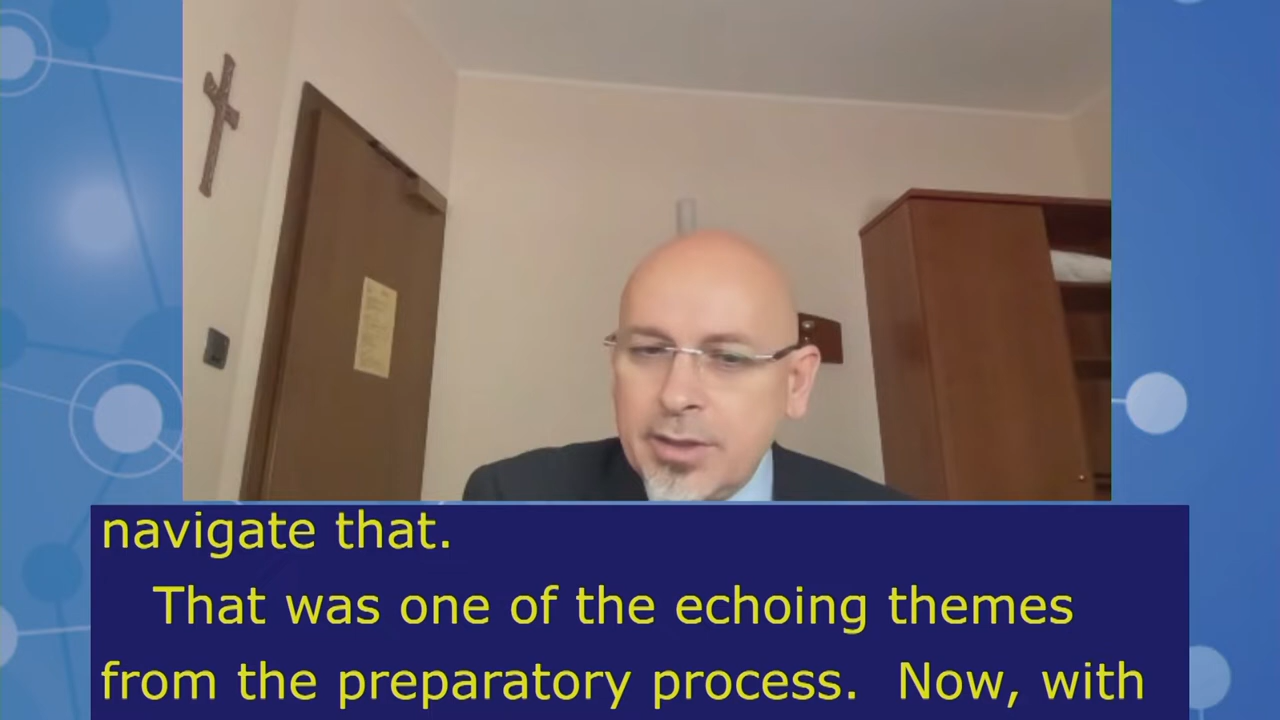 navigate that.
That was one of the echoing themes
from the preparatory process.  Now, with